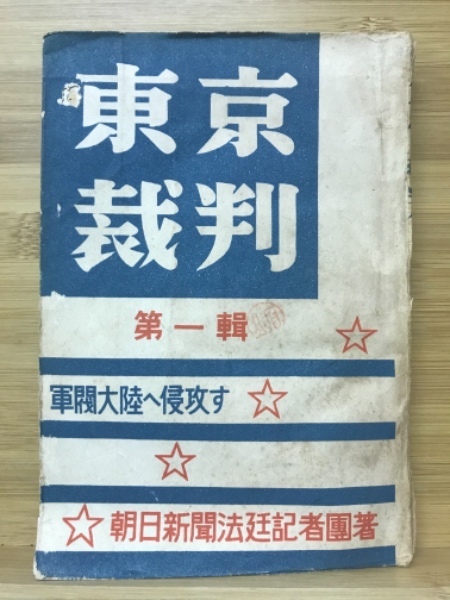 東京
裁判
第一輯
軍閥大陸へ侵攻す
朝日新聞法廷記者團著